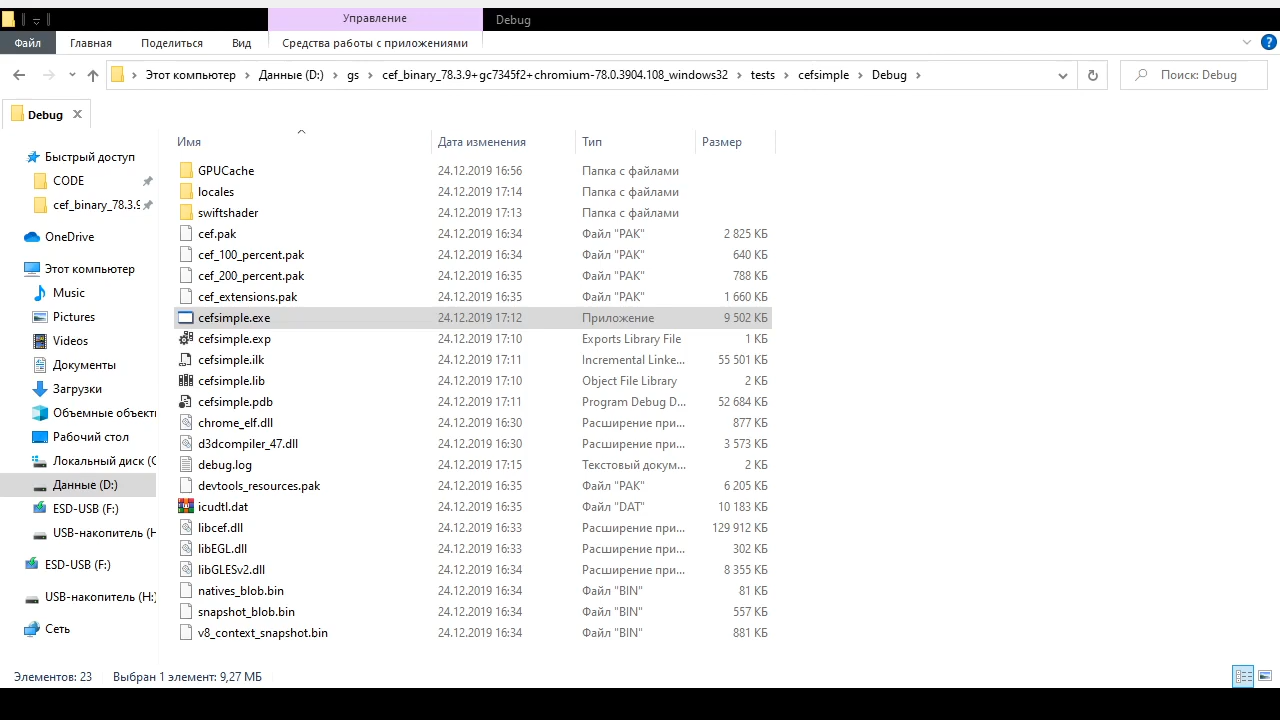 Управление
Debug
Файл Главная Поделиться Вид Средства работы с приложениями
Этот компьютер Данные (D:) gs cef_binary_78.3.9+gc7345f2+chromium-78.0.3904.108_windows32 tests cefsimple Debug Поиск: Debug
Debug
Имя Дата изменения Тип Размер
Быстрый доступ
CODE
cef_binary_78.3.9
OneDrive
Этот компьютер
Music
Pictures
Videos
Документы
Загрузки
Объемные объекты
Рабочий стол
Локальный диск (C
Данные (D:)
ESD-USB (F:)
USB-накопитель (H
ESD-USB (F:)
USB-накопитель (H:)
Сеть
GPUCache 24.12.2019 16:56 Папка с файлами
locales 24.12.2019 17:14 Папка с файлами
swiftshader 24.12.2019 17:13 Папка с файлами
cef.pak 24.12.2019 16:34 Файл "PAK" 2 825 КБ
cef_100_percent.pak 24.12.2019 16:34 Файл "PAK" 640 КБ
cef_200_percent.pak 24.12.2019 16:35 Файл "PAK" 788 КБ
cef_extensions.pak 24.12.2019 16:35 Файл "PAK" 1 660 КБ
cefsimple.exe 24.12.2019 17:12 Приложение 9 502 КБ
cefsimple.exp 24.12.2019 17:10 Exports Library File 1 КБ
cefsimple.ilk 24.12.2019 17:11 Incremental Linke... 55 501 КБ
cefsimple.lib 24.12.2019 17:10 Object File Library 2 КБ
cefsimple.pdb 24.12.2019 17:11 Program Debug D... 52 684 КБ
chrome_elf.dll 24.12.2019 16:30 Расширение при... 877 КБ
d3dcompiler_47.dll 24.12.2019 16:30 Расширение при... 3 573 КБ
debug.log 24.12.2019 17:15 Текстовый докум... 2 КБ
devtools_resources.pak 24.12.2019 16:35 Файл "PAK" 6 205 КБ
icudtl.dat 24.12.2019 16:35 Файл "DAT" 10 183 КБ
libcef.dll 24.12.2019 16:33 Расширение при... 129 912 КБ
libEGL.dll 24.12.2019 16:33 Расширение при... 302 КБ
libGLESv2.dll 24.12.2019 16:34 Расширение при... 8 355 КБ
natives_blob.bin 24.12.2019 16:34 Файл "BIN" 81 КБ
snapshot_blob.bin 24.12.2019 16:34 Файл "BIN" 557 КБ
v8_context_snapshot.bin 24.12.2019 16:34 Файл "BIN" 881 КБ
Элементов: 23 Выбран 1 элемент: 9,27 МБ